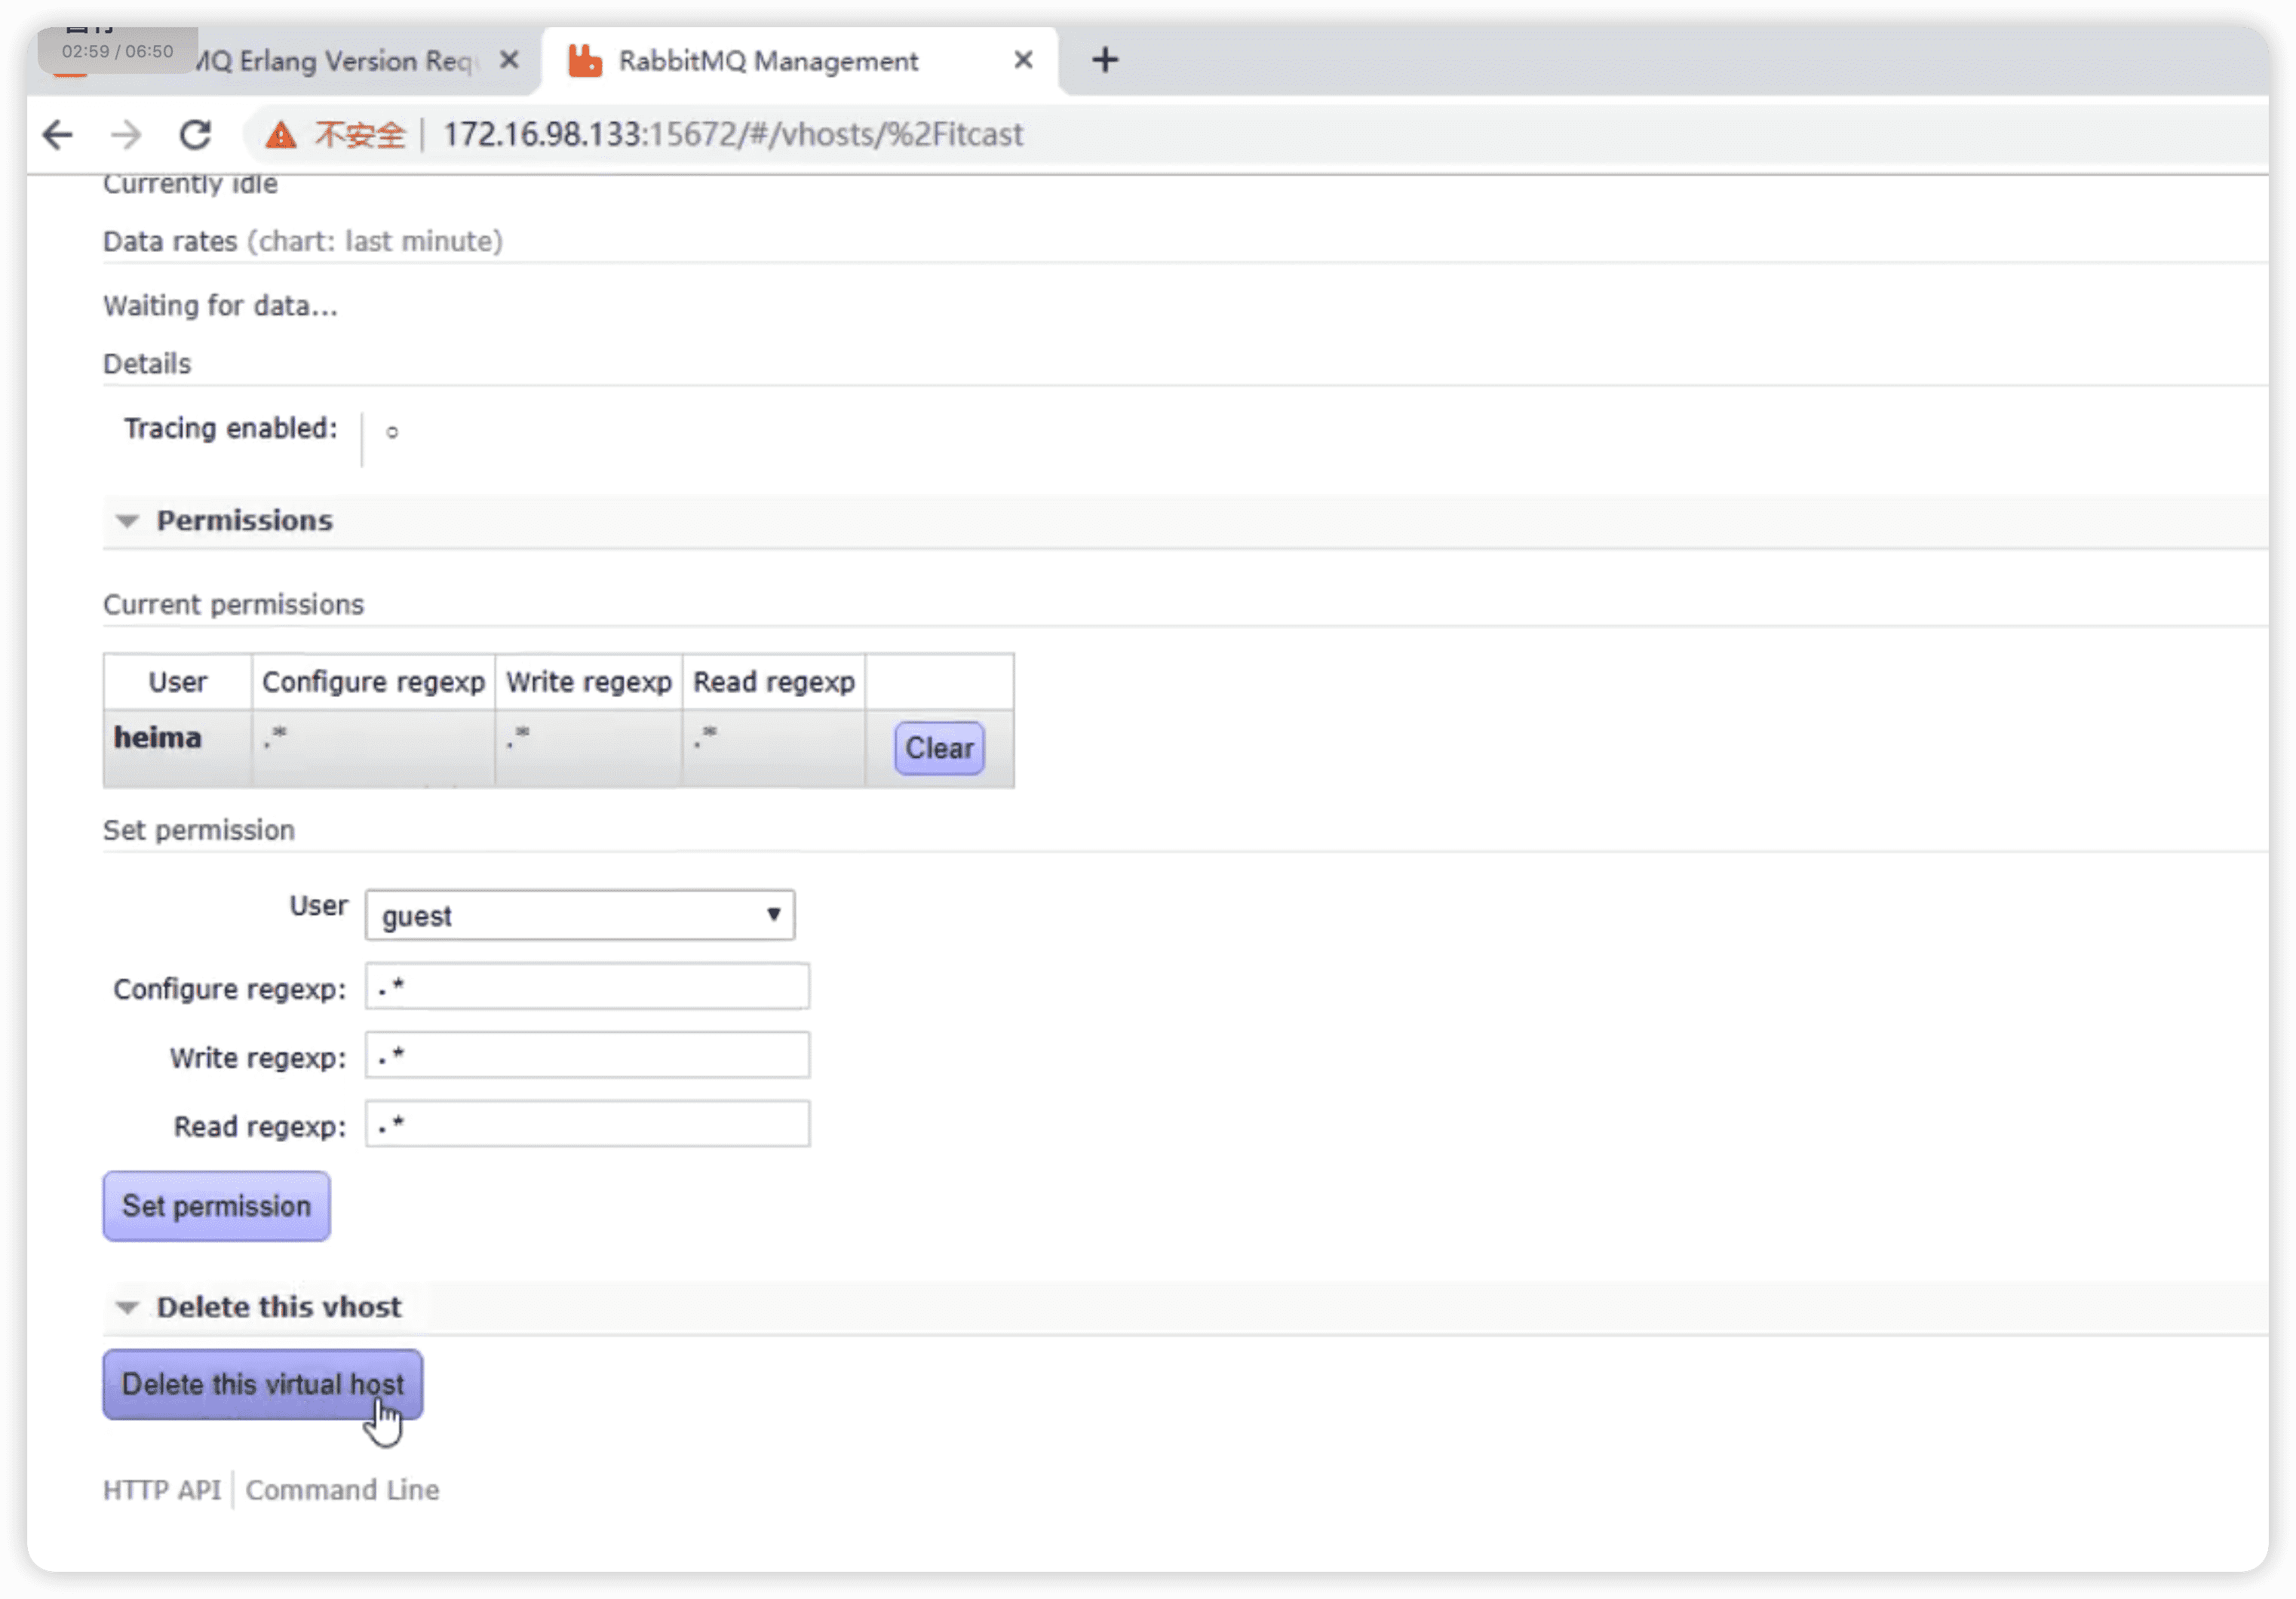 02:59 / 06:50
MQ Erlang Version Req
RabbitMQ Management
不安全 | 172.16.98.133:15672/#/vhosts/%2Fitcast
Currently idle
Data rates (chart: last minute)
Waiting for data...
Details
Tracing enabled: ○
Permissions
Current permissions
User Configure regexp Write regexp Read regexp
heima .* .* .* Clear
Set permission
User guest
Configure regexp: .*
Write regexp: .*
Read regexp: .*
Set permission
Delete this vhost
Delete this virtual host
HTTP API | Command Line